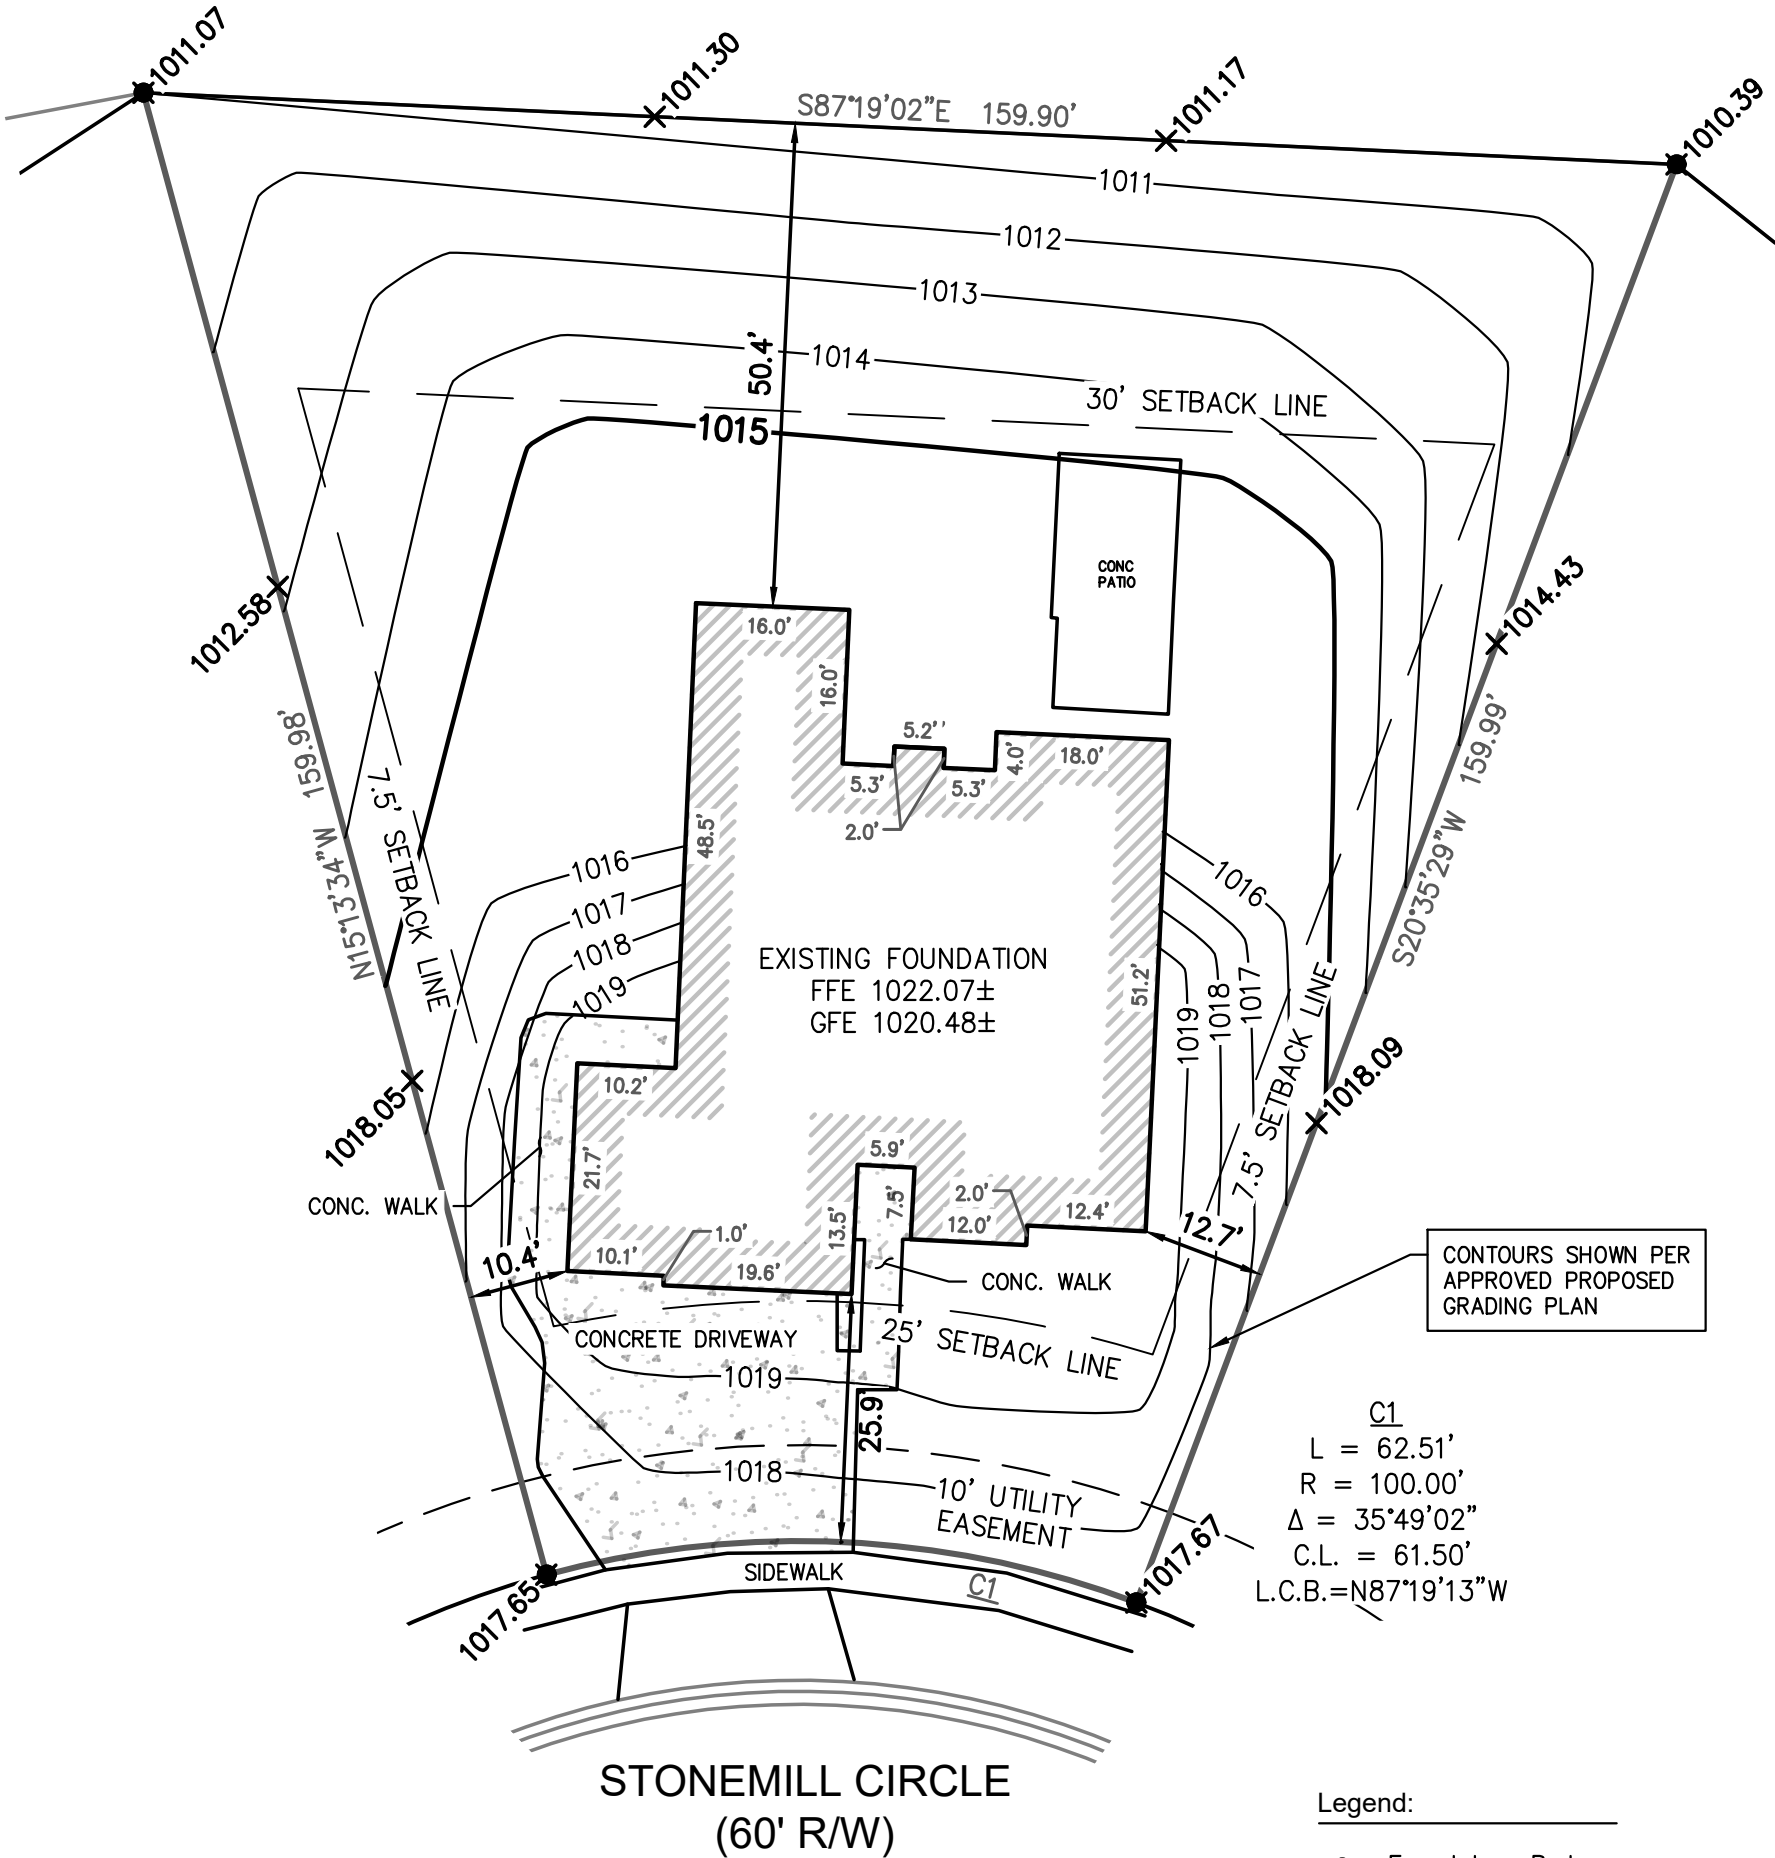 1011.07
1011.30
1011.17
1010.39
S87°19'02"E 159.90'
1011
1012
1013
1014
50.4'
30' SETBACK LINE
1015
CONC
PATIO
1012.58
1014.43
16.0'
16.0'
5.2''
5.3'
5.3'
4.0'
18.0'
2.0'
159.98'
N15°13'34"W
7.5' SETBACK LINE
48.5'
159.99'
S20°35'29"W
1016
1017
1018
1019
1016
1017
1018
1019
EXISTING FOUNDATION
FFE 1022.07±
GFE 1020.48±
51.2'
7.5' SETBACK LINE
1018.05
1018.09
10.2'
21.7'
CONC. WALK
5.9'
7.5'
13.5'
2.0'
12.0'
12.4'
12.7'
10.4'
10.1'
1.0'
19.6'
CONC. WALK
CONTOURS SHOWN PER
APPROVED PROPOSED
GRADING PLAN
CONCRETE DRIVEWAY
25' SETBACK LINE
1019
25.9
1018
10' UTILITY
EASEMENT
C1
L = 62.51'
R = 100.00'
Δ = 35°49'02"
C.L. = 61.50'
L.C.B.=N87°19'13"W
1017.65
1017.67
SIDEWALK
C1
STONEMILL CIRCLE
(60' R/W)
Legend: